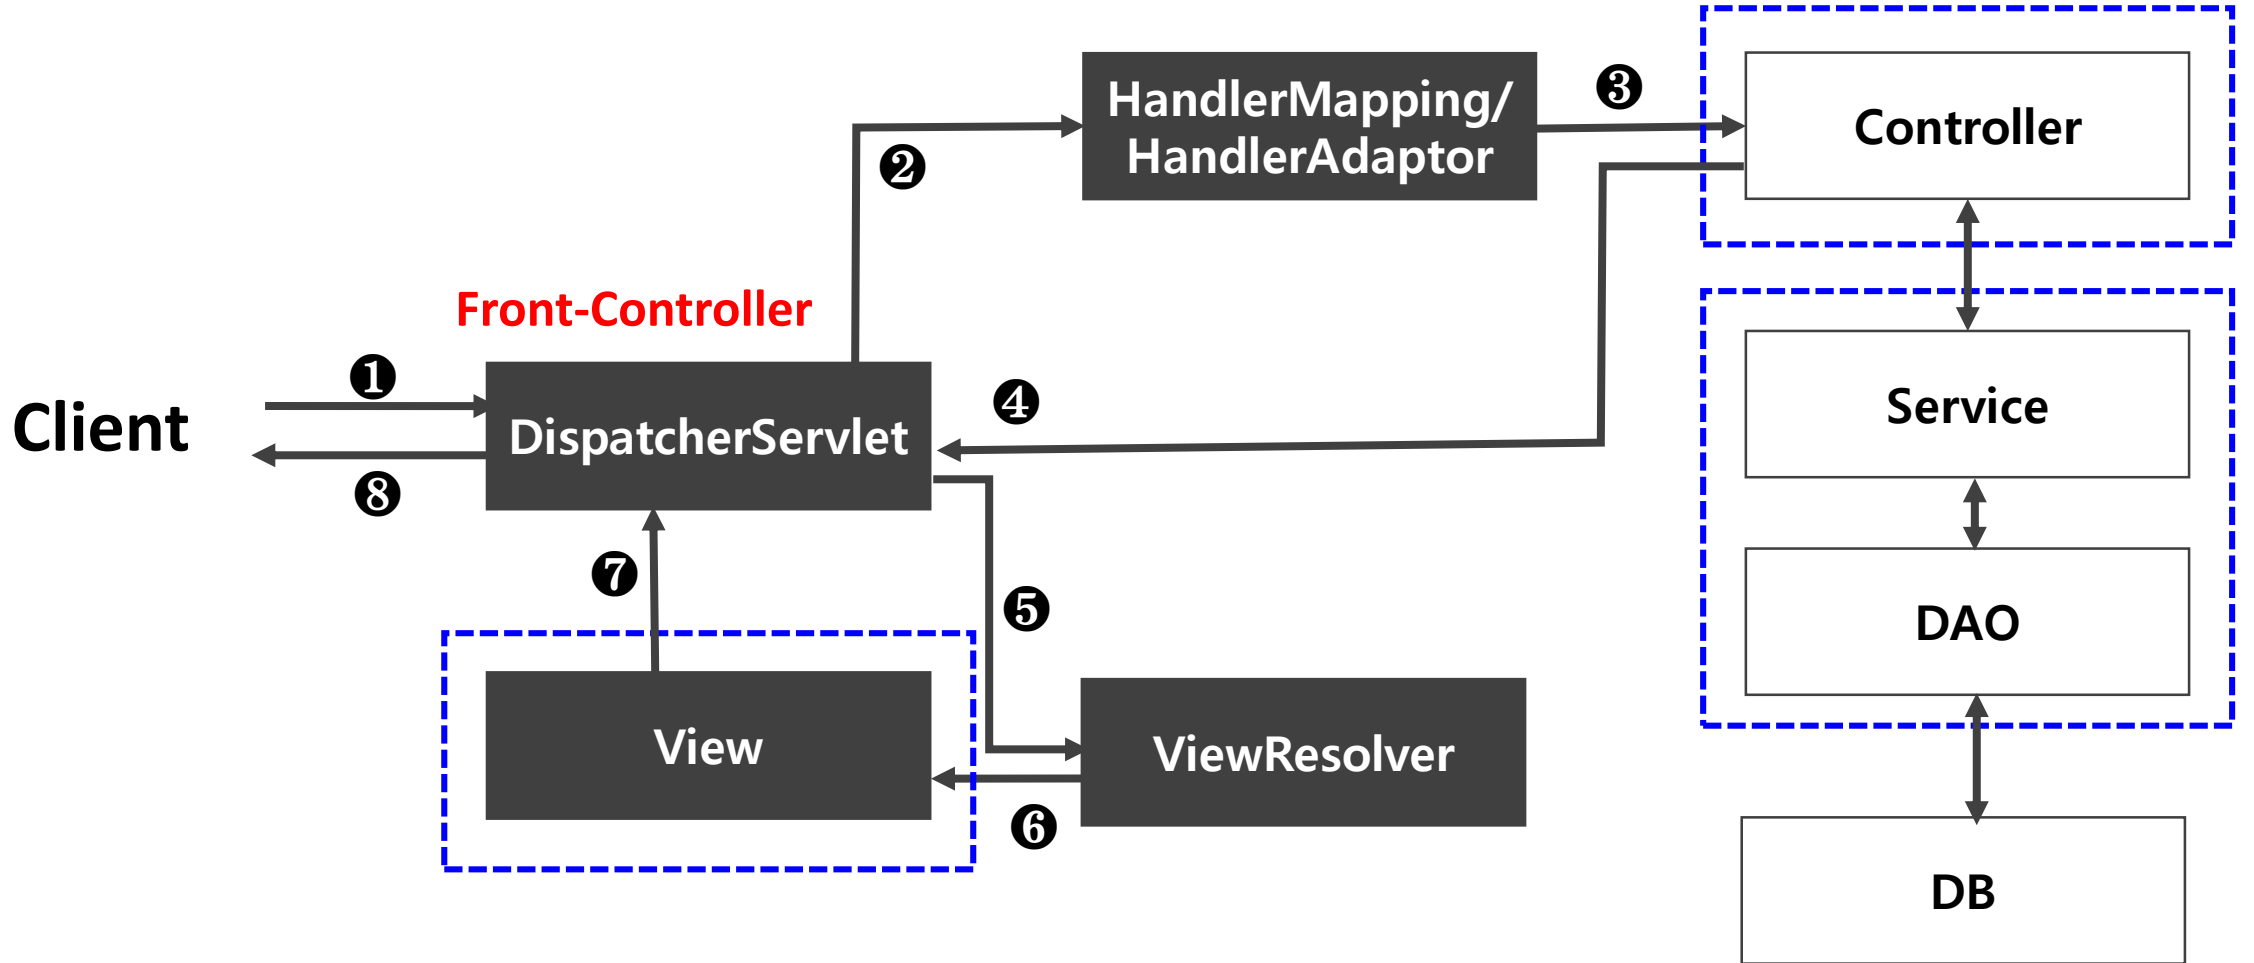 HandlerMapping/
HandlerAdaptor
❸
Controller
❷
Front-Controller
❶
Client
DispatcherServlet
❹
Service
❽
❼
❺
DAO
View
ViewResolver
❻
DB